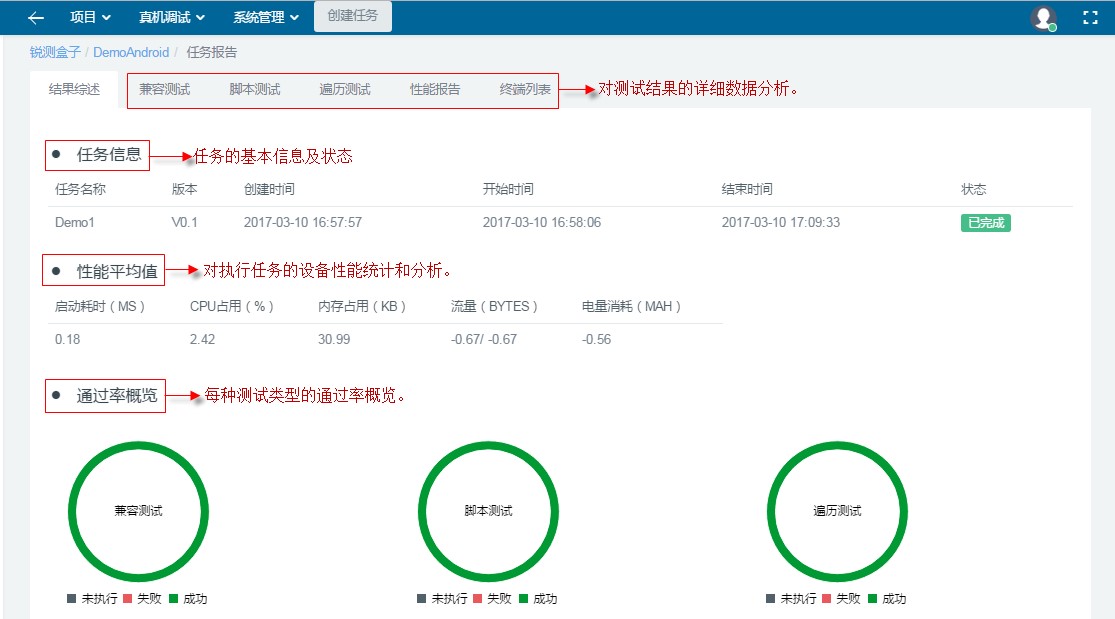 项目 真机调试 系统管理 创建任务
锐测盒子 / DemoAndroid / 任务报告
结果综述 兼容测试 脚本测试 遍历测试 性能报告 终端列表 对测试结果的详细数据分析。
任务信息 任务的基本信息及状态
任务名称 版本 创建时间 开始时间 结束时间 状态
Demo1 V0.1 2017-03-10 16:57:57 2017-03-10 16:58:06 2017-03-10 17:09:33 已完成
性能平均值 对执行任务的设备性能统计和分析。
启动耗时（MS） CPU占用（%） 内存占用（KB） 流量（BYTES） 电量消耗（MAH）
0.18 2.42 30.99 -0.67/ -0.67 -0.56
通过率概览 每种测试类型的通过率概览。
兼容测试 脚本测试 遍历测试
未执行 失败 成功 未执行 失败 成功 未执行 失败 成功